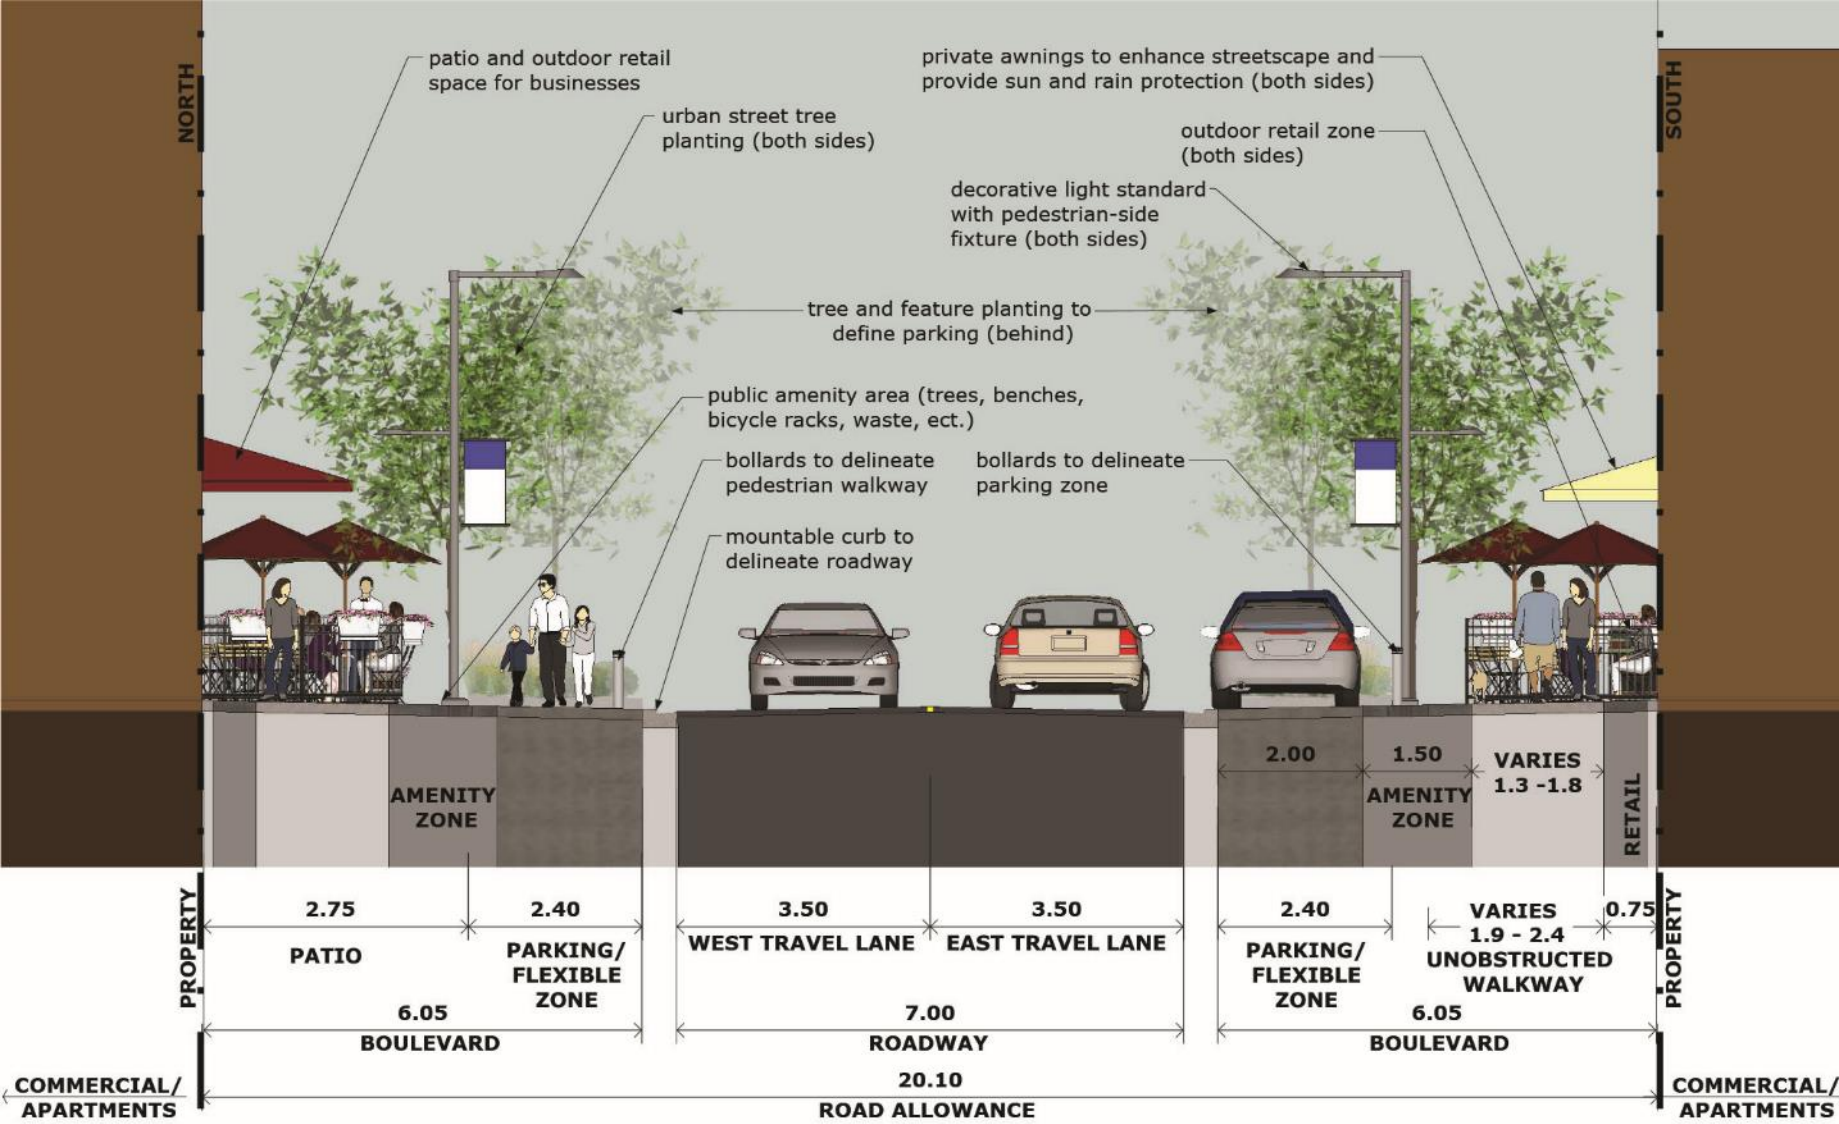 patio and outdoor retail
space for businesses
private awnings to enhance streetscape and
provide sun and rain protection (both sides)
NORTH
SOUTH
urban street tree
planting (both sides)
outdoor retail zone
(both sides)
decorative light standard
with pedestrian-side
fixture (both sides)
tree and feature planting to
define parking (behind)
public amenity area (trees, benches,
bicycle racks, waste, ect.)
bollards to delineate
pedestrian walkway
bollards to delineate
parking zone
mountable curb to
delineate roadway
2.00
1.50
VARIES
1.3 -1.8
AMENITY
ZONE
AMENITY
ZONE
RETAIL
PROPERTY
2.75
PATIO
2.40
PARKING/
FLEXIBLE
ZONE
3.50
WEST TRAVEL LANE
3.50
EAST TRAVEL LANE
2.40
PARKING/
FLEXIBLE
ZONE
VARIES
1.9 - 2.4
UNOBSTRUCTED
WALKWAY
0.75
PROPERTY
6.05
BOULEVARD
7.00
ROADWAY
6.05
BOULEVARD
COMMERCIAL/
APARTMENTS
20.10
ROAD ALLOWANCE
COMMERCIAL/
APARTMENTS